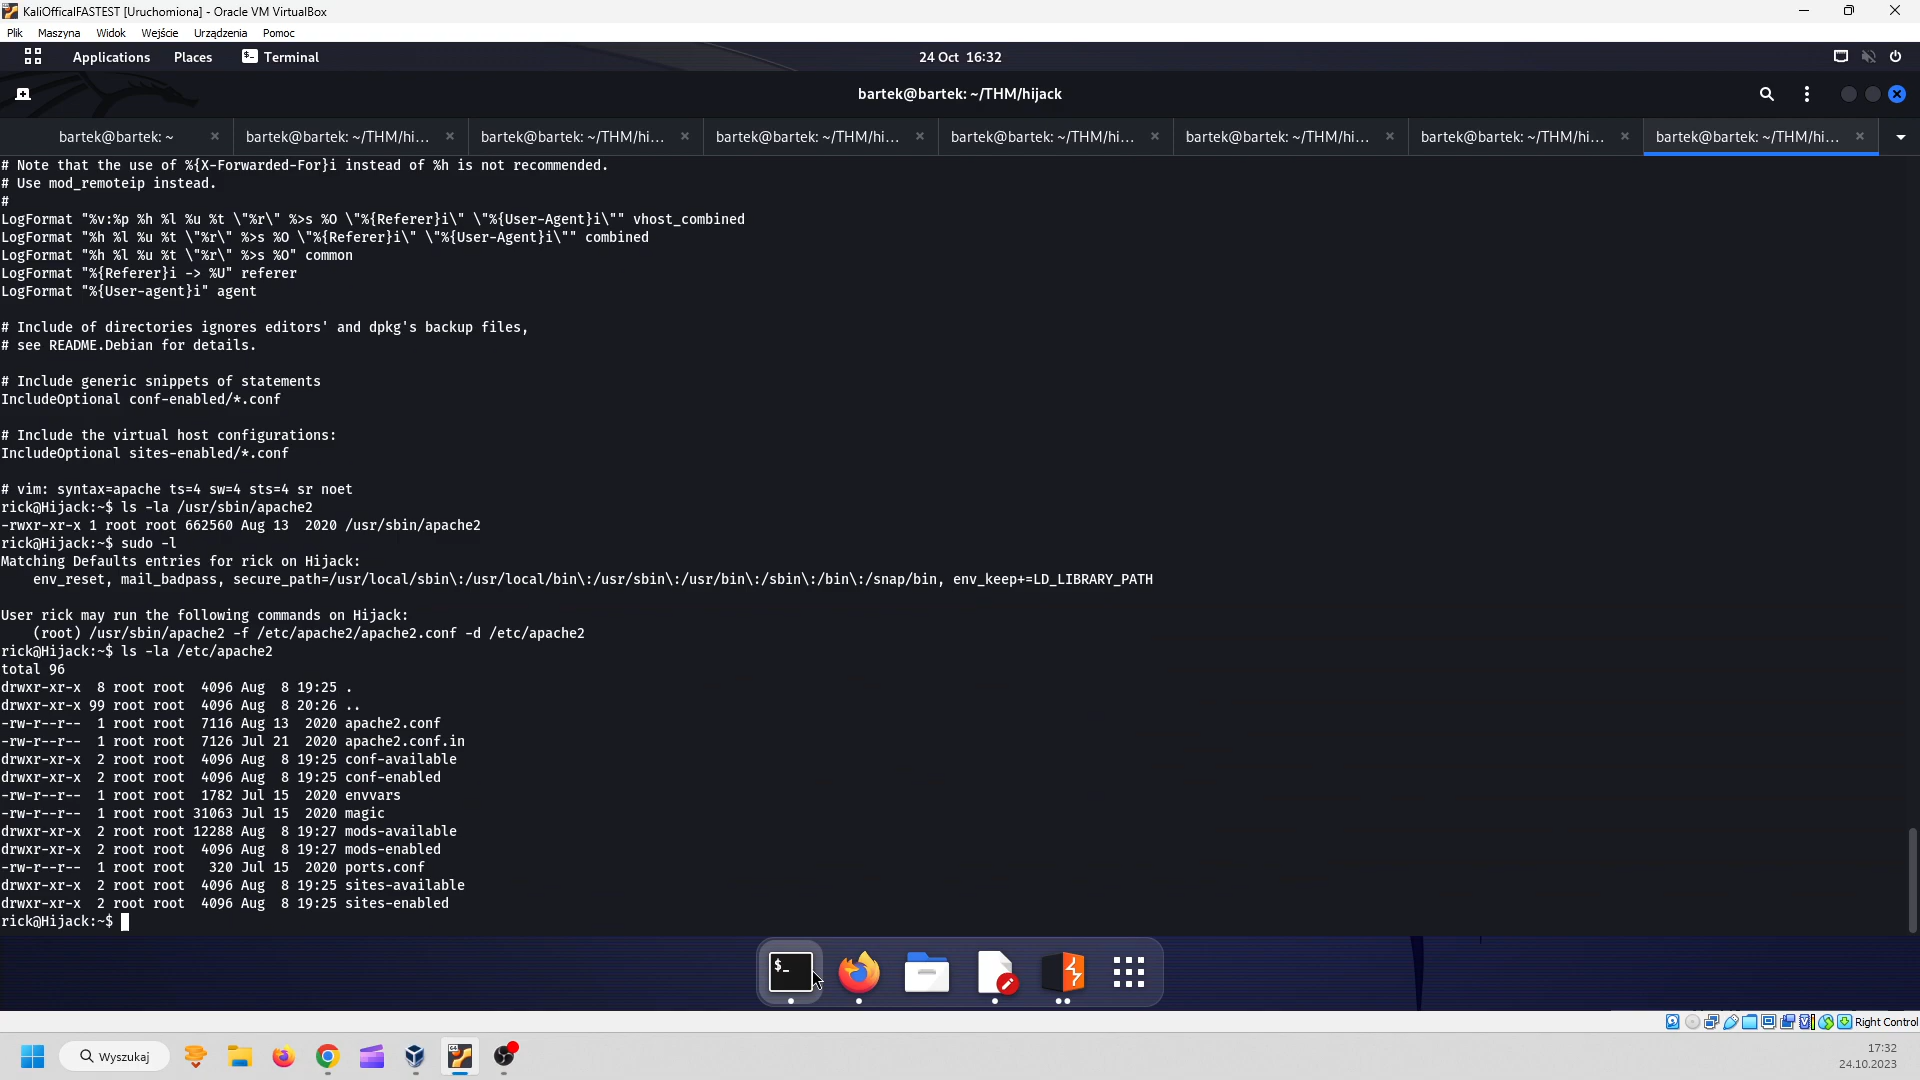 KaliOfficalFASTEST [Uruchomiona] - Oracle VM VirtualBox
Plik Maszyna Widok Wejście Urządzenia Pomoc
Applications Places Terminal 24 Oct 16:32
bartek@bartek: ~/THM/hijack
bartek@bartek: ~ bartek@bartek: ~/THM/hi... bartek@bartek: ~/THM/hi... bartek@bartek: ~/THM/hi... bartek@bartek: ~/THM/hi... bartek@bartek: ~/THM/hi... bartek@bartek: ~/THM/hi... bartek@bartek: ~/THM/hi...
# Note that the use of %{X-Forwarded-For}i instead of %h is not recommended.
# Use mod_remoteip instead.
#
LogFormat "%v:%p %h %l %u %t \"%r\" %>s %O \"%{Referer}i\" \"%{User-Agent}i\"" vhost_combined
LogFormat "%h %l %u %t \"%r\" %>s %O \"%{Referer}i\" \"%{User-Agent}i\"" combined
LogFormat "%h %l %u %t \"%r\" %>s %O" common
LogFormat "%{Referer}i -> %U" referer
LogFormat "%{User-agent}i" agent
# Include of directories ignores editors' and dpkg's backup files,
# see README.Debian for details.
# Include generic snippets of statements
IncludeOptional conf-enabled/*.conf
# Include the virtual host configurations:
IncludeOptional sites-enabled/*.conf
# vim: syntax=apache ts=4 sw=4 sts=4 sr noet
rick@Hijack:~$ ls -la /usr/sbin/apache2
-rwxr-xr-x 1 root root 662560 Aug 13  2020 /usr/sbin/apache2
rick@Hijack:~$ sudo -l
Matching Defaults entries for rick on Hijack:
    env_reset, mail_badpass, secure_path=/usr/local/sbin\:/usr/local/bin\:/usr/sbin\:/usr/bin\:/sbin\:/bin\:/snap/bin, env_keep+=LD_LIBRARY_PATH
User rick may run the following commands on Hijack:
    (root) /usr/sbin/apache2 -f /etc/apache2/apache2.conf -d /etc/apache2
rick@Hijack:~$ ls -la /etc/apache2
total 96
drwxr-xr-x  8 root root  4096 Aug  8 19:25 .
drwxr-xr-x 99 root root  4096 Aug  8 20:26 ..
-rw-r--r--  1 root root  7116 Aug 13  2020 apache2.conf
-rw-r--r--  1 root root  7126 Jul 21  2020 apache2.conf.in
drwxr-xr-x  2 root root  4096 Aug  8 19:25 conf-available
drwxr-xr-x  2 root root  4096 Aug  8 19:25 conf-enabled
-rw-r--r--  1 root root  1782 Jul 15  2020 envvars
-rw-r--r--  1 root root 31063 Jul 15  2020 magic
drwxr-xr-x  2 root root 12288 Aug  8 19:27 mods-available
drwxr-xr-x  2 root root  4096 Aug  8 19:27 mods-enabled
-rw-r--r--  1 root root   320 Jul 15  2020 ports.conf
drwxr-xr-x  2 root root  4096 Aug  8 19:25 sites-available
drwxr-xr-x  2 root root  4096 Aug  8 19:25 sites-enabled
rick@Hijack:~$
$_
Right Control
Wyszukaj
17:32
24.10.2023